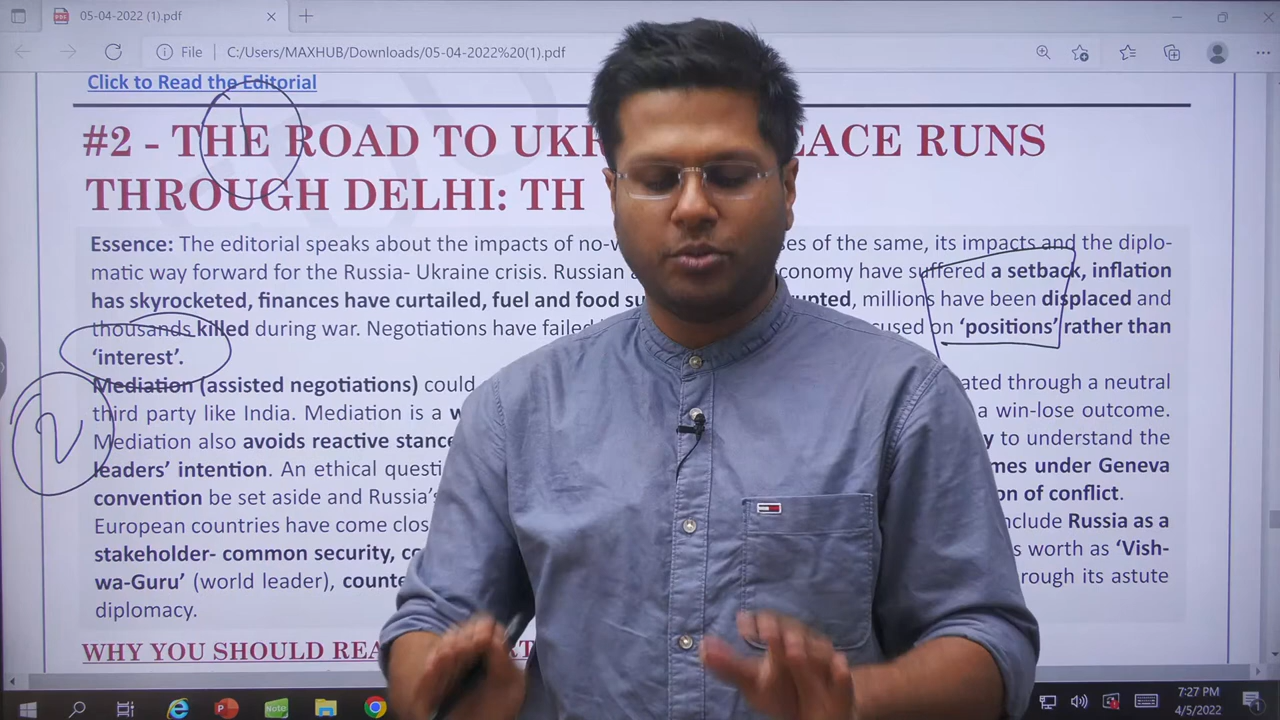 05-04-2022 (1).pdf
File C:/Users/MAXHUB/Downloads/05-04-2022%20(1).pdf
Click to Read the Editorial
#2 - THE ROAD TO UKR EACE RUNS
THROUGH DELHI: TH
Essence: The editorial speaks about the impacts of no-w ses of the same, its impacts and the diplo-
matic way forward for the Russia- Ukraine crisis. Russian conomy have suffered a setback, inflation
has skyrocketed, finances have curtailed, fuel and food su upted, millions have been displaced and
thousands killed during war. Negotiations have failed cused on ‘positions’ rather than
‘interest’.
Mediation (assisted negotiations) could ated through a neutral
third party like India. Mediation is a w a win-lose outcome.
Mediation also avoids reactive stance y to understand the
leaders’ intention. An ethical questi mes under Geneva
convention be set aside and Russia’s on of conflict.
European countries have come clos nclude Russia as a
stakeholder- common security, co s worth as ‘Vish-
wa-Guru’ (world leader), counte rough its astute
diplomacy.
WHY YOU SHOULD REA RT
7:27 PM
4/5/2022